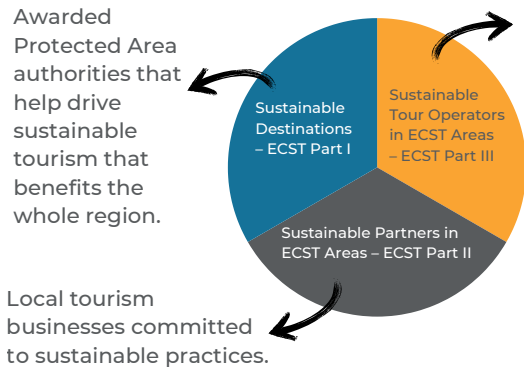 Awarded
Protected Area
authorities that
help drive
sustainable
tourism that
benefits the
whole region.
Sustainable
Destinations
– ECST Part I
Sustainable
Tour Operators
in ECST Areas
– ECST Part III
Sustainable Partners in
ECST Areas – ECST Part II
Local tourism
businesses committed
to sustainable practices.